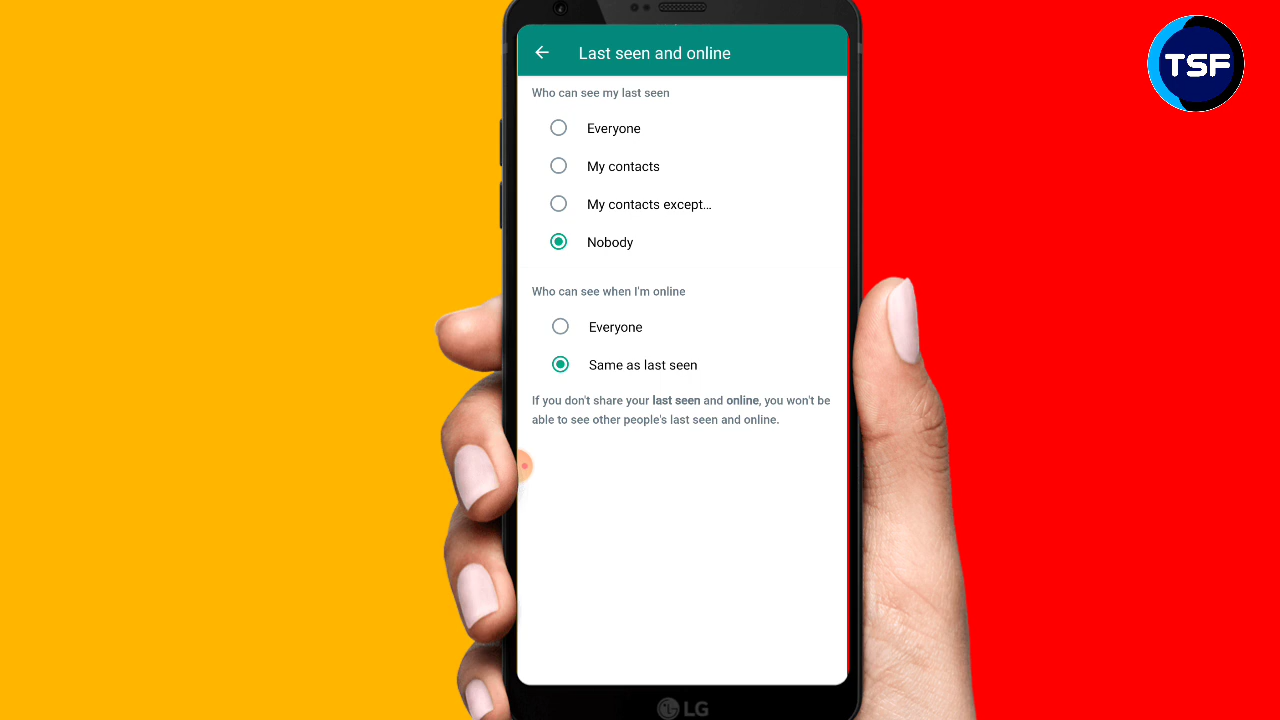 TSF
Last seen and online
Who can see my last seen
Everyone
My contacts
My contacts except...
Nobody
Who can see when I'm online
Everyone
Same as last seen
If you don't share your last seen and online, you won't be
able to see other people's last seen and online.
LG